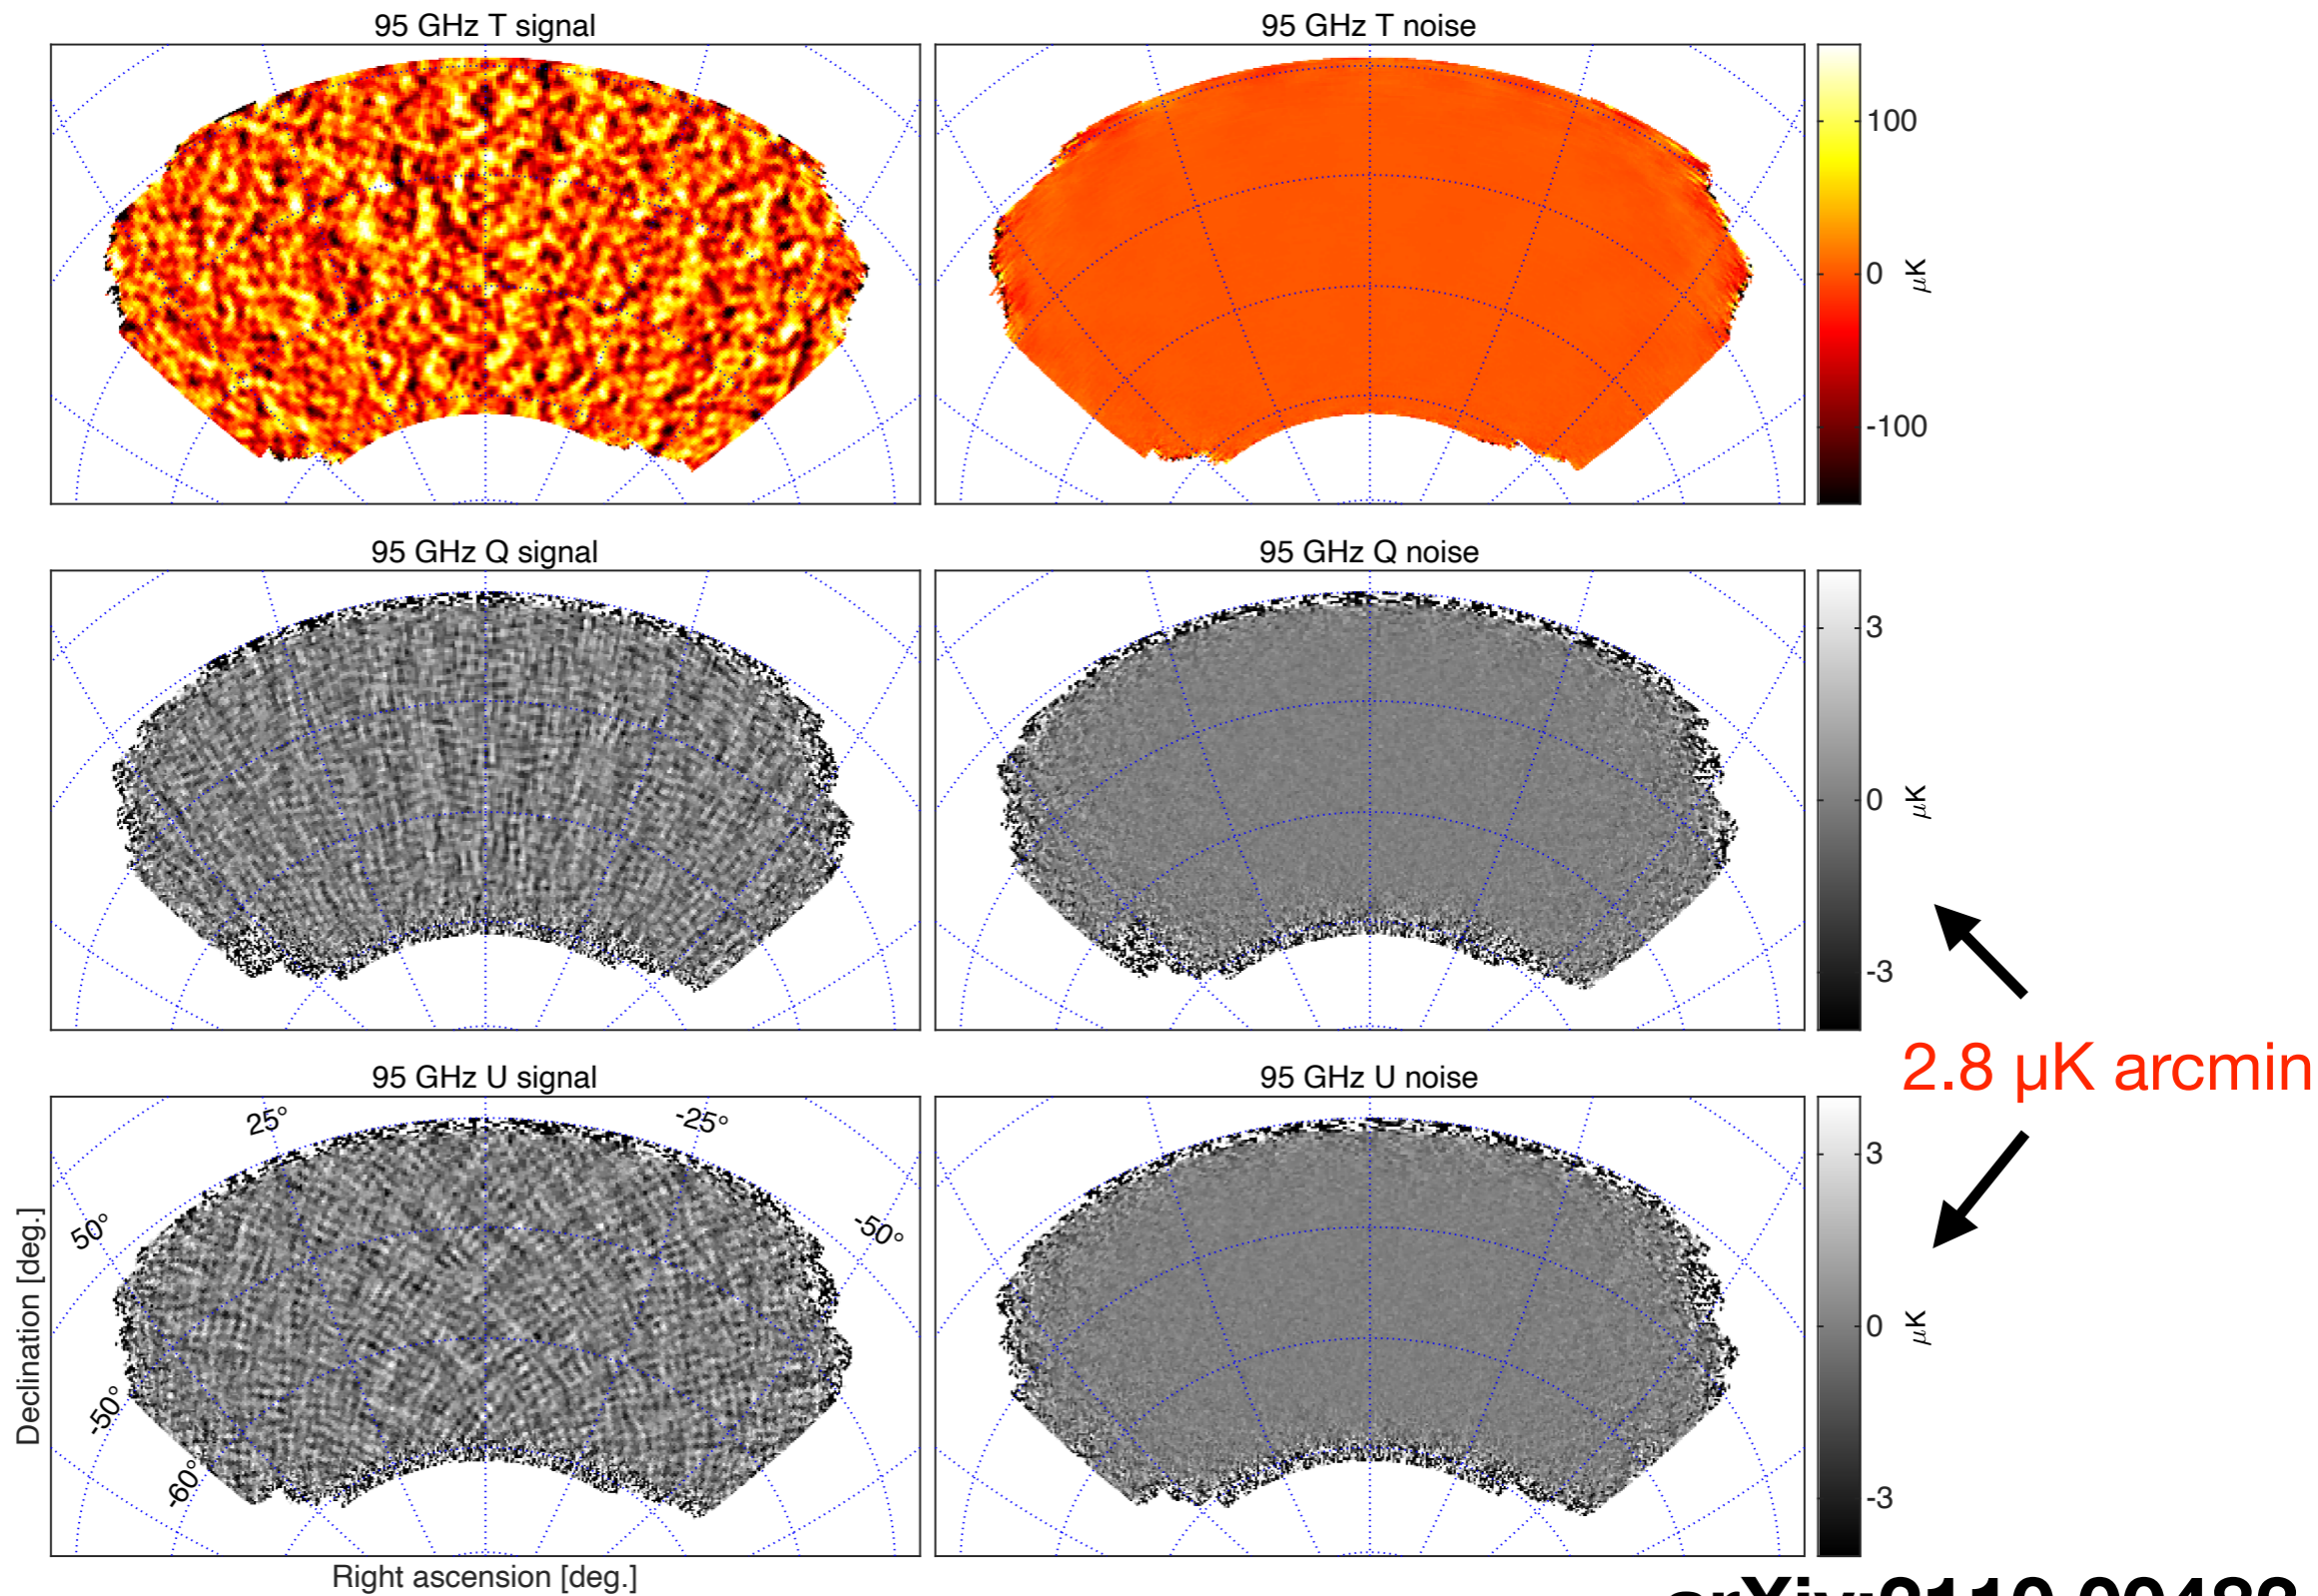 95 GHz T signal
95 GHz T noise
100
0
-100
μK
95 GHz Q signal
95 GHz Q noise
3
0
-3
μK
2.8 μK arcmin
95 GHz U signal
95 GHz U noise
25°
-25°
50°
-50°
-50°
-60°
3
0
-3
μK
Declination [deg.]
Right ascension [deg.]